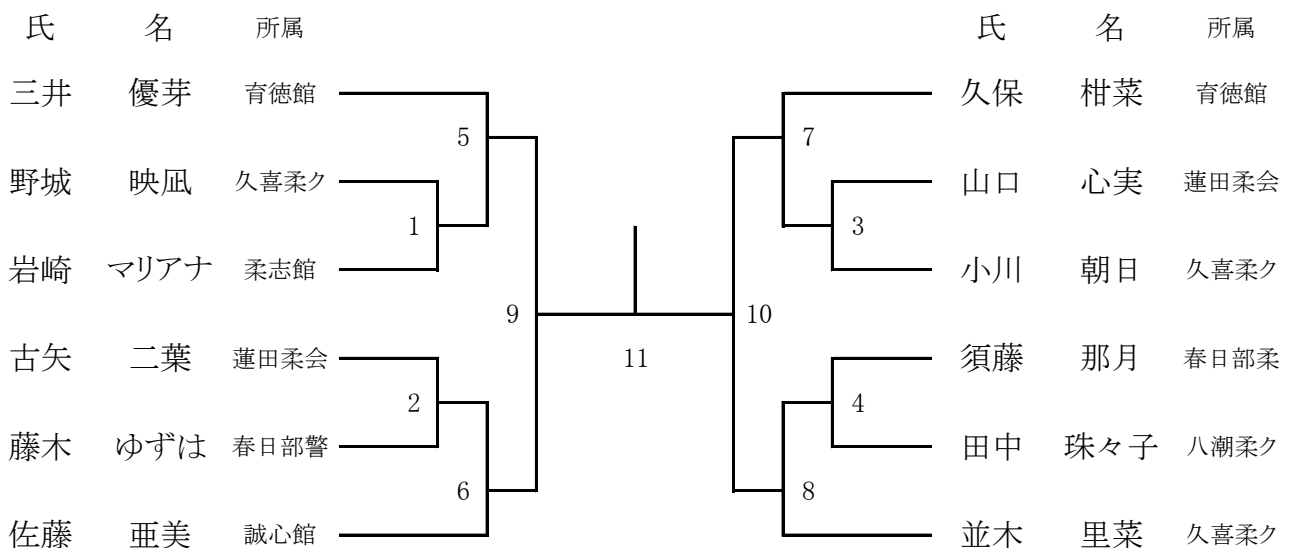 氏 名 所属
三井 優芽 育徳館
5
野城 映凪 久喜柔ク
1
岩崎 マリアナ 柔志館
9
古矢 二葉 蓮田柔会
2
藤木 ゆずは 春日部警
6
佐藤 亜美 誠心館
11
氏 名 所属
久保 柑菜 育徳館
7
山口 心実 蓮田柔会
3
小川 朝日 久喜柔ク
10
須藤 那月 春日部柔
4
田中 珠々子 八潮柔ク
8
並木 里菜 久喜柔ク